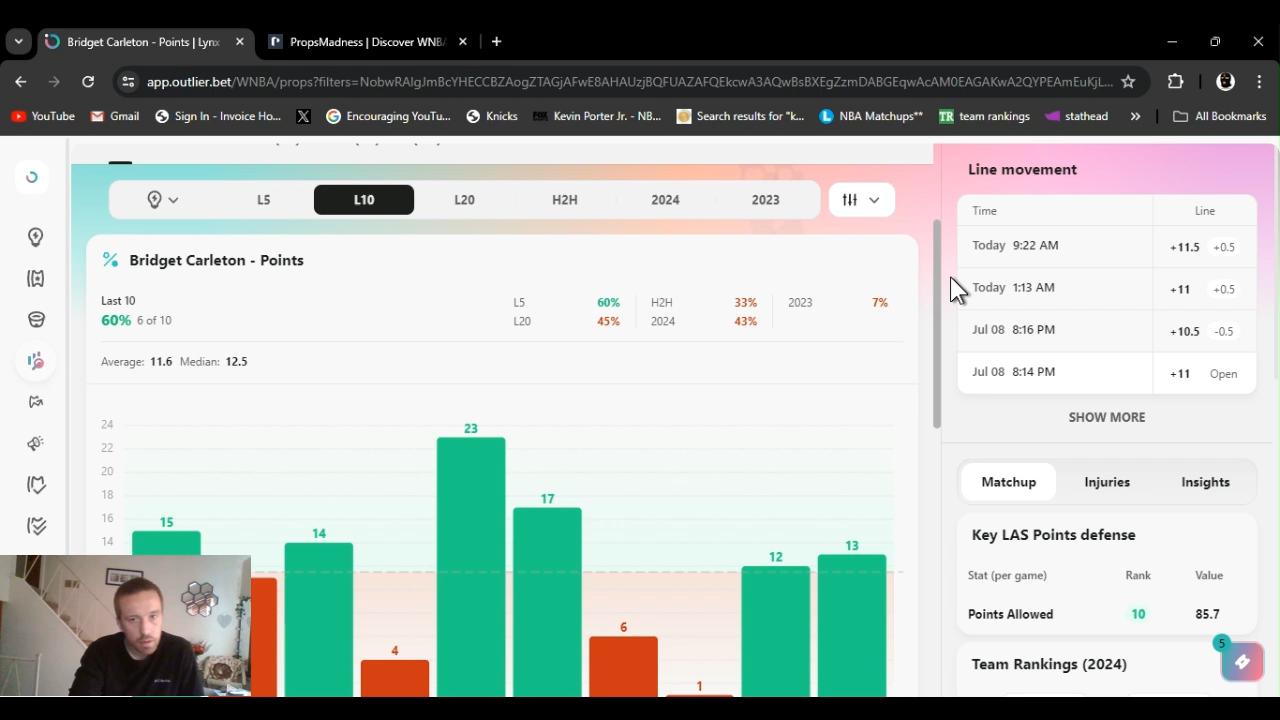 Bridget Carleton - Points | Lynx
PropsMadness | Discover WNBA
app.outlier.bet/WNBA/props?filters=NobwRAlgJmBcYHECCBZAogZTAGjAFwE8AHAUzjBQFUAZAFQEkcwA3AQwBsBXEgZzmDABGEqwAcAM0EAGAKwA2QYPEAmEuKjL...
YouTube
Gmail
Sign In - Invoice Ho...
Encouraging YouTu...
Knicks
Kevin Porter Jr. - NB...
Search results for "k...
NBA Matchups**
TR team rankings
stathead
All Bookmarks
L5
L10
L20
H2H
2024
2023
Bridget Carleton - Points
Last 10
60% 6 of 10
L5 60% H2H 33% 2023 7%
L20 45% 2024 43%
Average: 11.6 Median: 12.5
24
22
20
18
16
14
15
14
4
23
17
6
1
12
13
Line movement
Time Line
Today 9:22 AM +11.5 +0.5
Today 1:13 AM +11 +0.5
Jul 08 8:16 PM +10.5 -0.5
Jul 08 8:14 PM +11 Open
SHOW MORE
Matchup Injuries Insights
Key LAS Points defense
Stat (per game) Rank Value
Points Allowed 10 85.7
Team Rankings (2024)
5